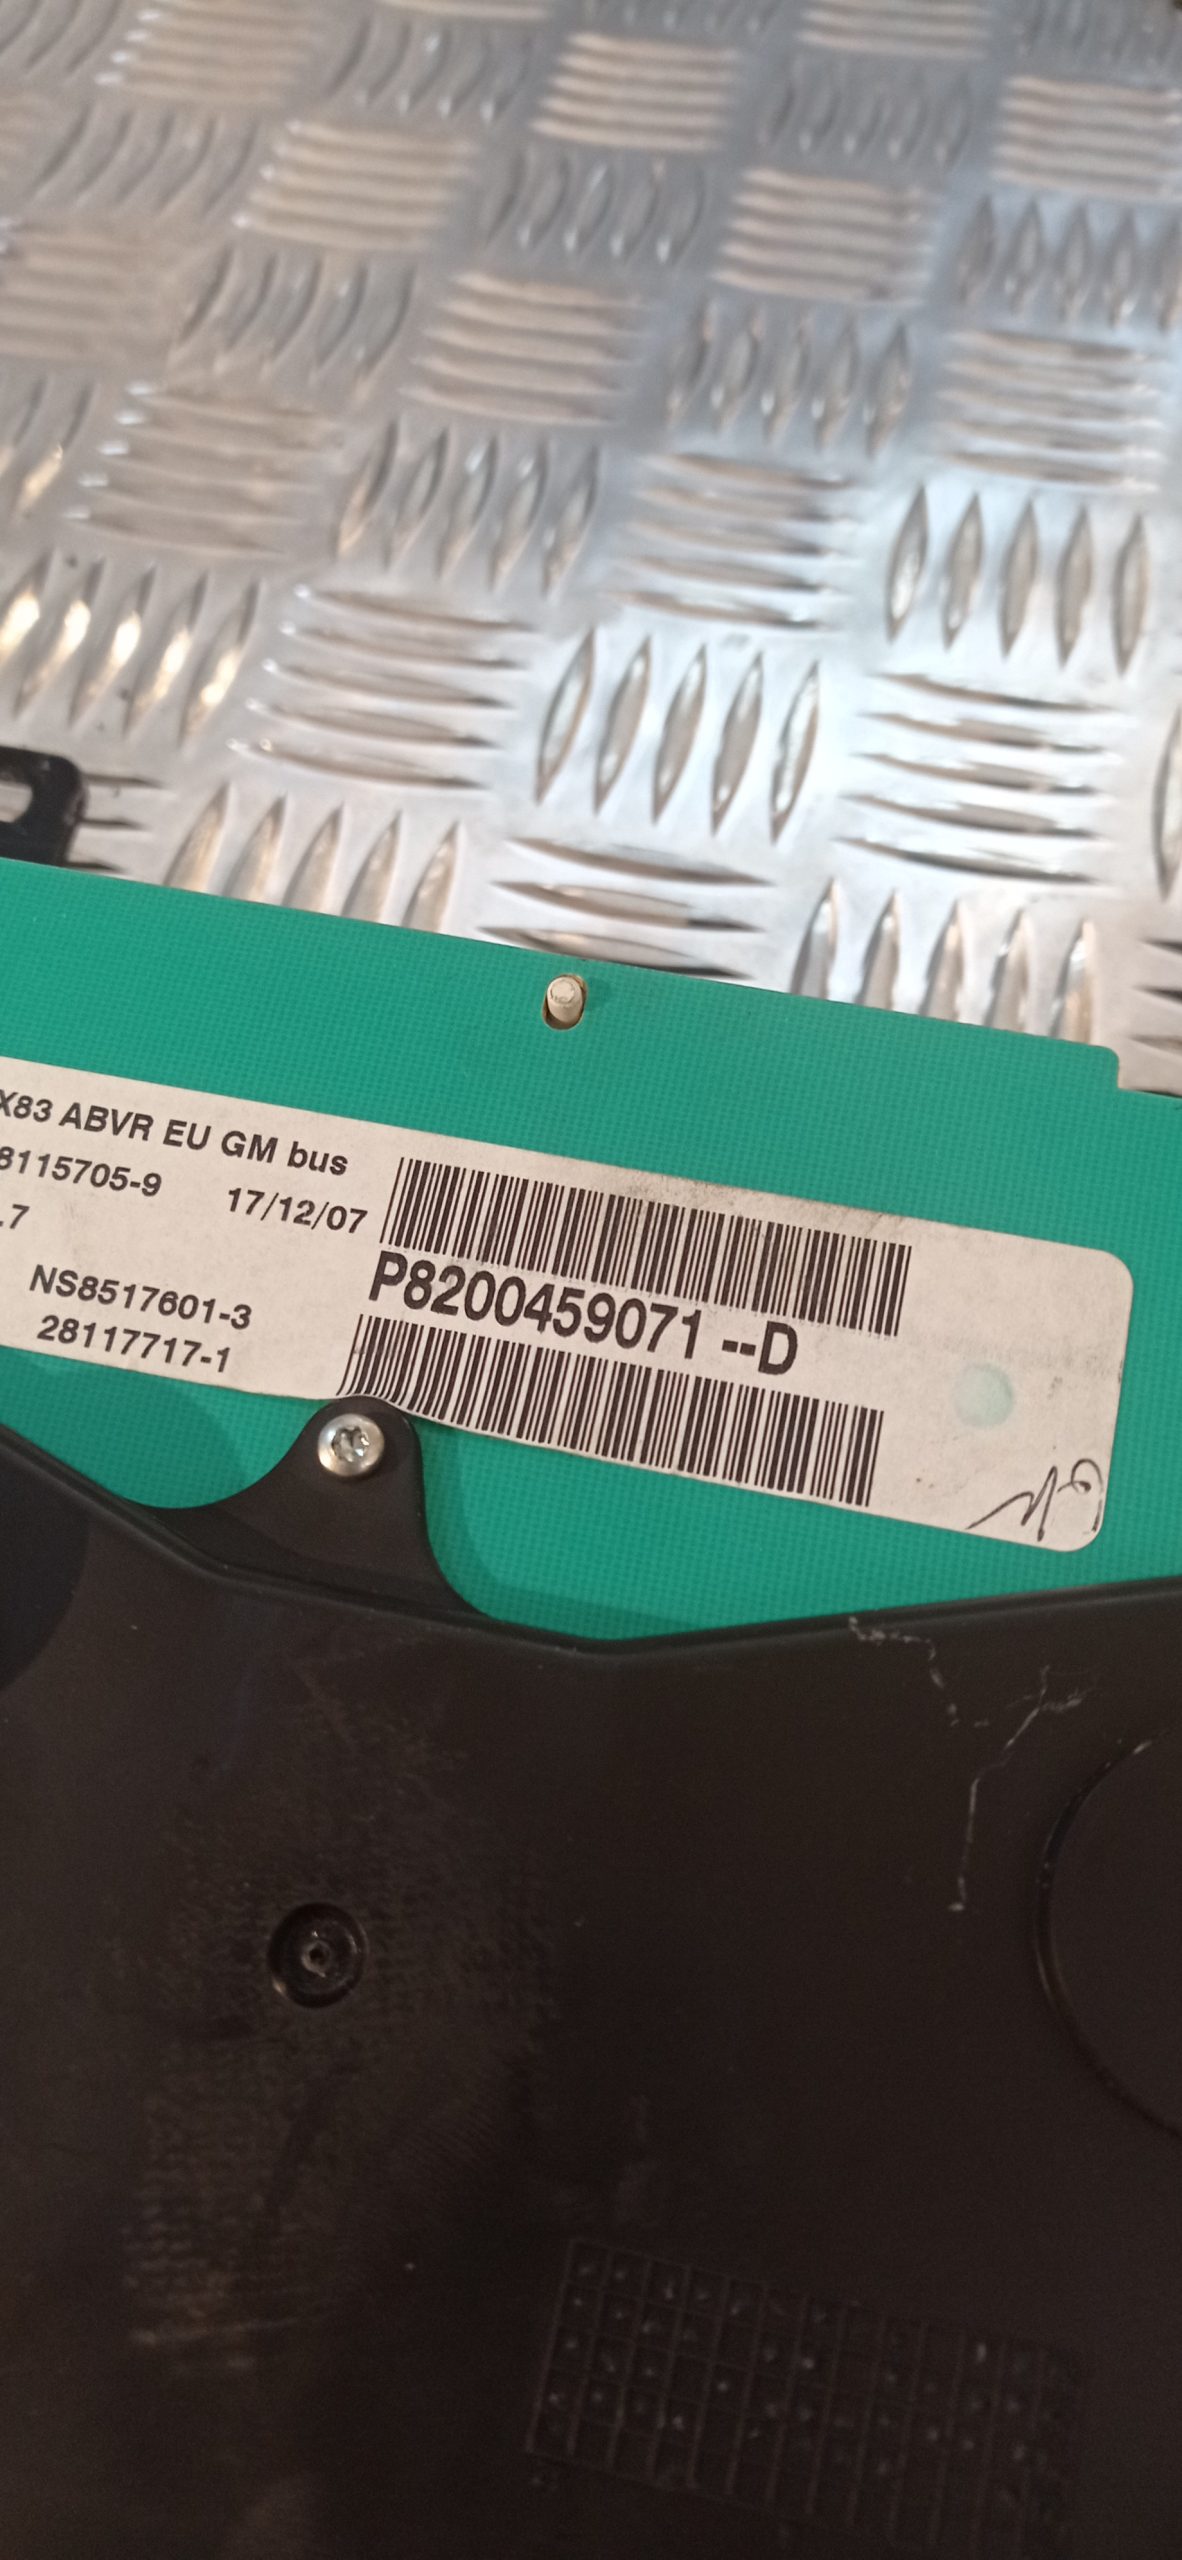 X83 ABVR EU GM bus
8115705-9 17/12/07
.7
NS8517601-3
28117717-1
P8200459071 --D